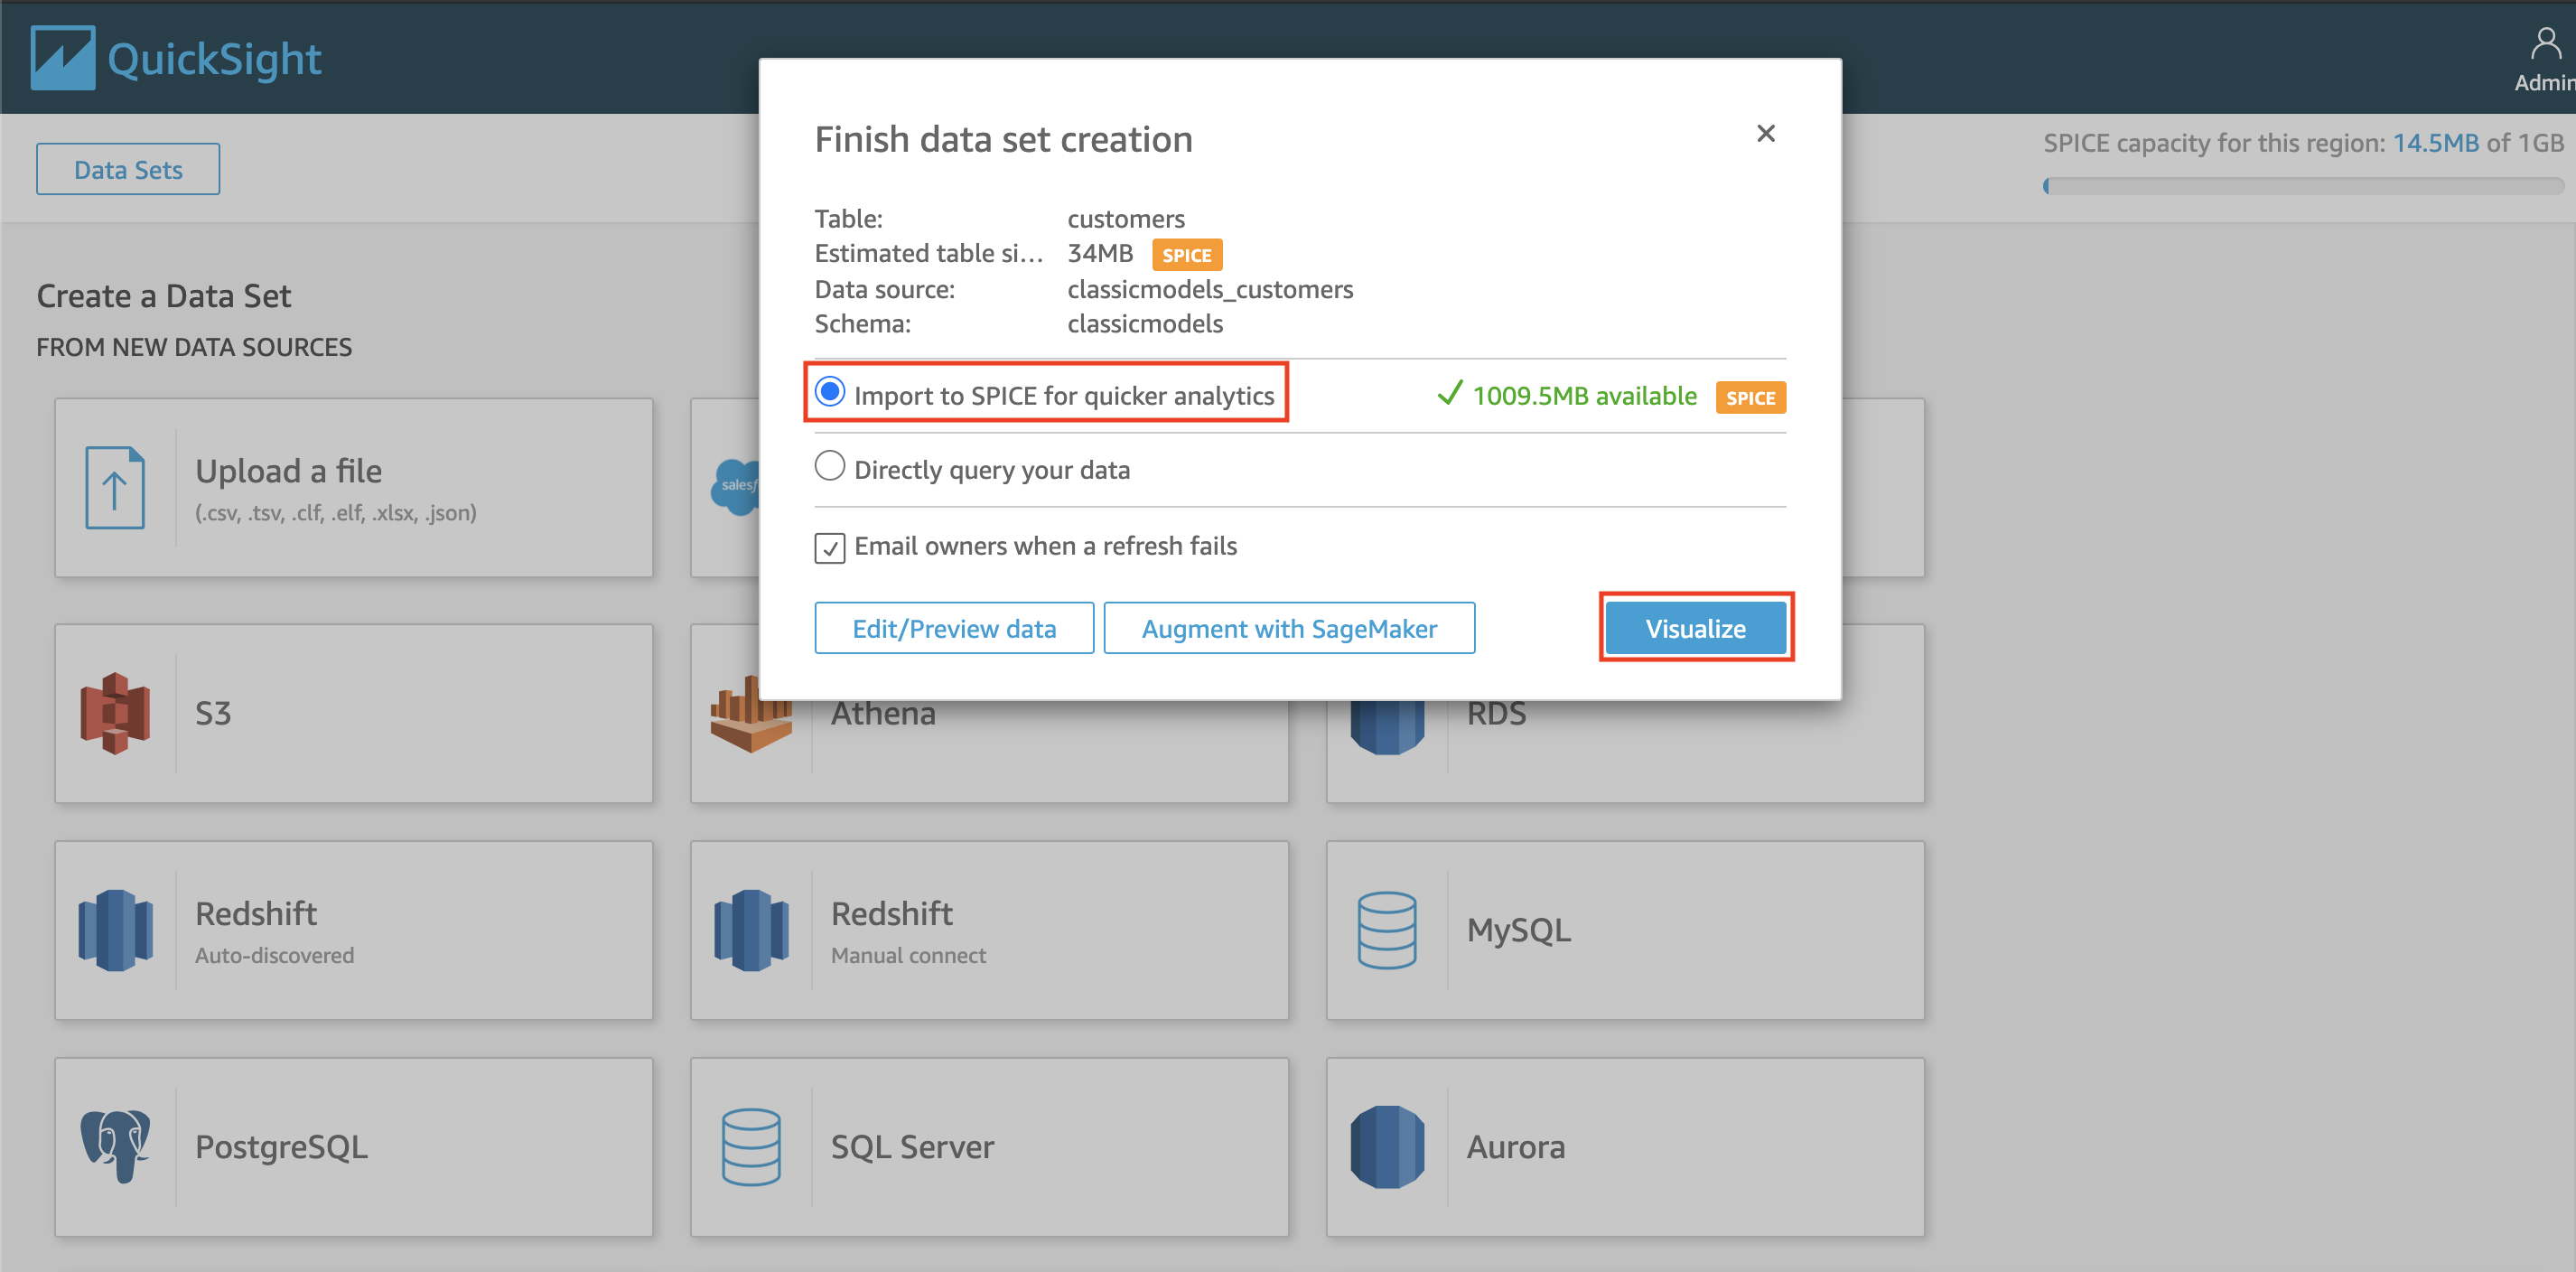 QuickSight
Admin
Data Sets
SPICE capacity for this region: 14.5MB of 1GB
Finish data set creation
Table: customers
Estimated table si... 34MB SPICE
Data source: classicmodels_customers
Schema: classicmodels
Import to SPICE for quicker analytics 1009.5MB available SPICE
Directly query your data
Email owners when a refresh fails
Edit/Preview data Augment with SageMaker Visualize
Create a Data Set
FROM NEW DATA SOURCES
Upload a file
(.csv, .tsv, .clf, .elf, .xlsx, .json)
salesf
S3
Athena
RDS
Redshift
Auto-discovered
Redshift
Manual connect
MySQL
PostgreSQL
SQL Server
Aurora